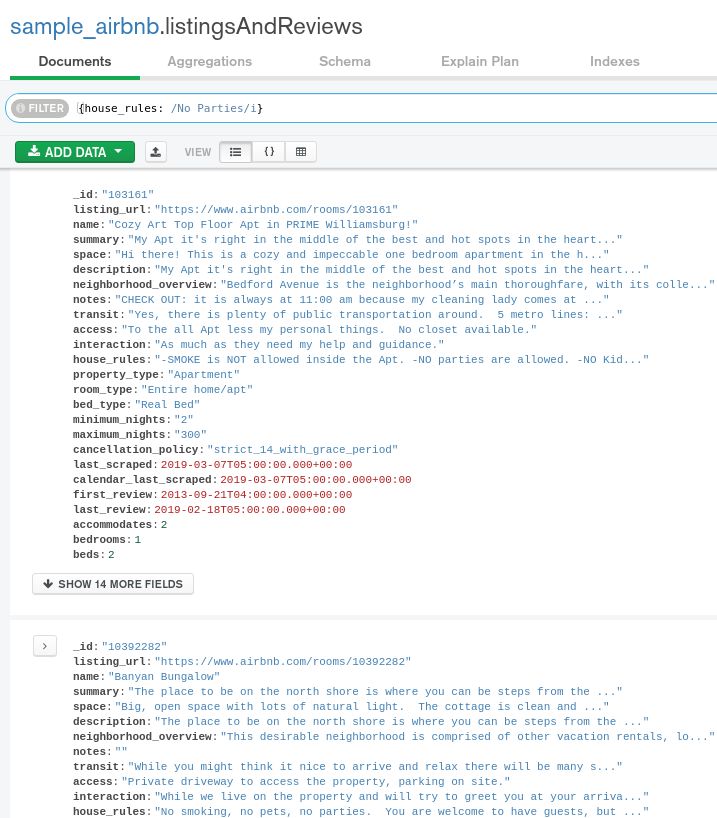 sample_airbnb.listingsAndReviews
Documents Aggregations Schema Explain Plan Indexes
FILTER {house_rules: /No Parties/i}
ADD DATA VIEW { }
_id: "103161"
listing_url: "https://www.airbnb.com/rooms/103161"
name: "Cozy Art Top Floor Apt in PRIME Williamsburg!"
summary: "My Apt it's right in the middle of the best and hot spots in the heart..."
space: "Hi there! This is a cozy and impeccable one bedroom apartment in the h..."
description: "My Apt it's right in the middle of the best and hot spots in the heart..."
neighborhood_overview: "Bedford Avenue is the neighborhood’s main thoroughfare, with its colle..."
notes: "CHECK OUT: it is always at 11:00 am because my cleaning lady comes at ..."
transit: "Yes, there is plenty of public transportation around.  5 metro lines: ..."
access: "To the all Apt less my personal things.  No closet available."
interaction: "As much as they need my help and guidance."
house_rules: "-SMOKE is NOT allowed inside the Apt. -NO parties are allowed. -NO Kid..."
property_type: "Apartment"
room_type: "Entire home/apt"
bed_type: "Real Bed"
minimum_nights: "2"
maximum_nights: "300"
cancellation_policy: "strict_14_with_grace_period"
last_scraped: 2019-03-07T05:00:00.000+00:00
calendar_last_scraped: 2019-03-07T05:00:00.000+00:00
first_review: 2013-09-21T04:00:00.000+00:00
last_review: 2019-02-18T05:00:00.000+00:00
accommodates: 2
bedrooms: 1
beds: 2
SHOW 14 MORE FIELDS
_id: "10392282"
listing_url: "https://www.airbnb.com/rooms/10392282"
name: "Banyan Bungalow"
summary: "The place to be on the north shore is where you can be steps from the ..."
space: "Big, open space with lots of natural light.  The cottage is clean and ..."
description: "The place to be on the north shore is where you can be steps from the ..."
neighborhood_overview: "This desirable neighborhood is comprised of other vacation rentals, lo..."
notes: ""
transit: "While you might think it nice to arrive and relax there will be many s..."
access: "Private driveway to access the property, parking on site."
interaction: "While we live on the property and will try to greet you at your arriva..."
house_rules: "No smoking, no pets, no parties.  You are welcome to have guests, but ..."